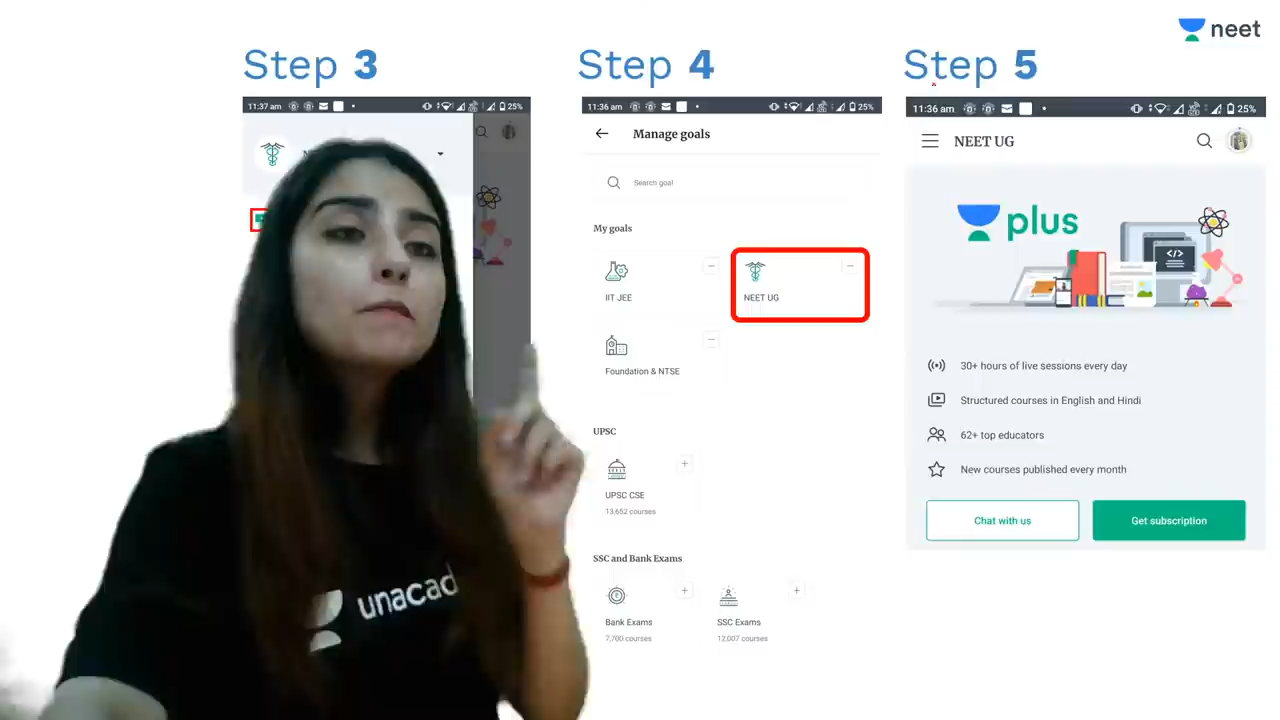 neet
Step 3
Step 4
Step 5
11:37 am
25%
11:36 am
25%
Manage goals
Search goal
My goals
IIT JEE
NEET UG
Foundation & NTSE
UPSC
UPSC CSE
13,652 courses
SSC and Bank Exams
Bank Exams
7,700 courses
SSC Exams
12,007 courses
11:36 am
25%
NEET UG
plus
30+ hours of live sessions every day
Structured courses in English and Hindi
62+ top educators
New courses published every month
Chat with us
Get subscription
unacad